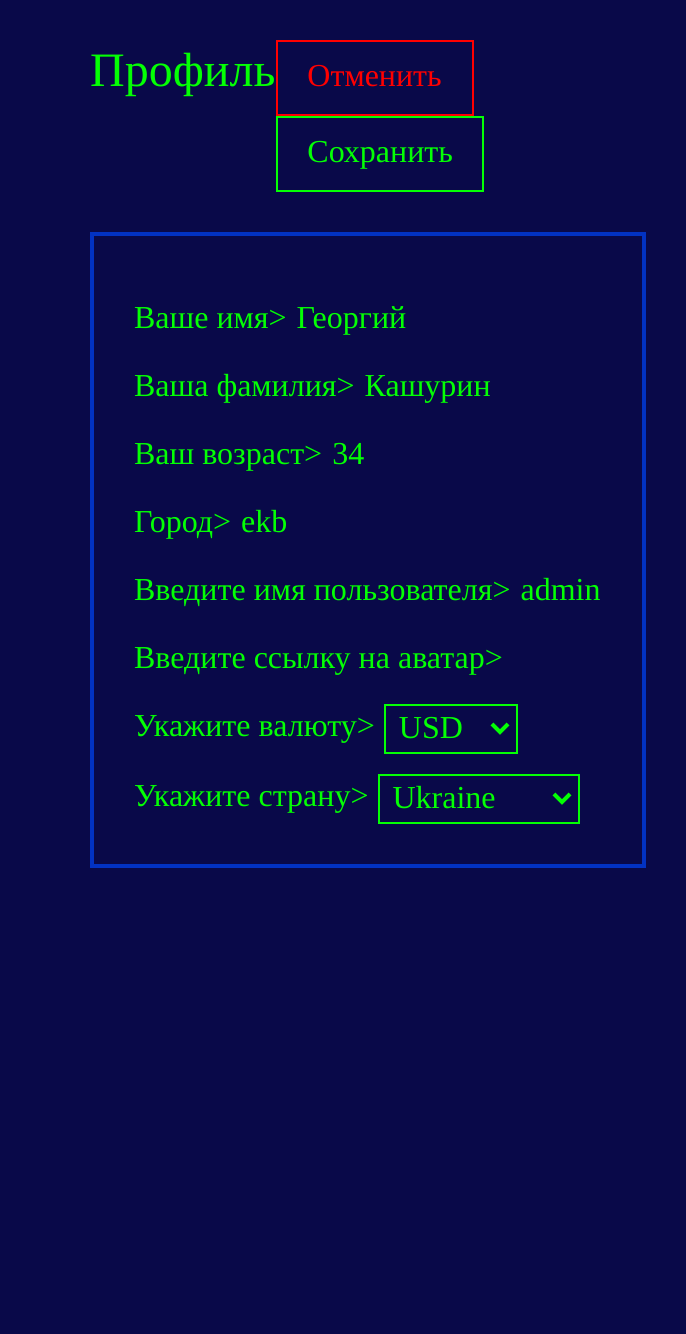 Профиль Отменить
Сохранить
Ваше имя> Георгий
Ваша фамилия> Кашурин
Ваш возраст> 34
Город> ekb
Введите имя пользователя> admin
Введите ссылку на аватар>
Укажите валюту> USD
Укажите страну> Ukraine